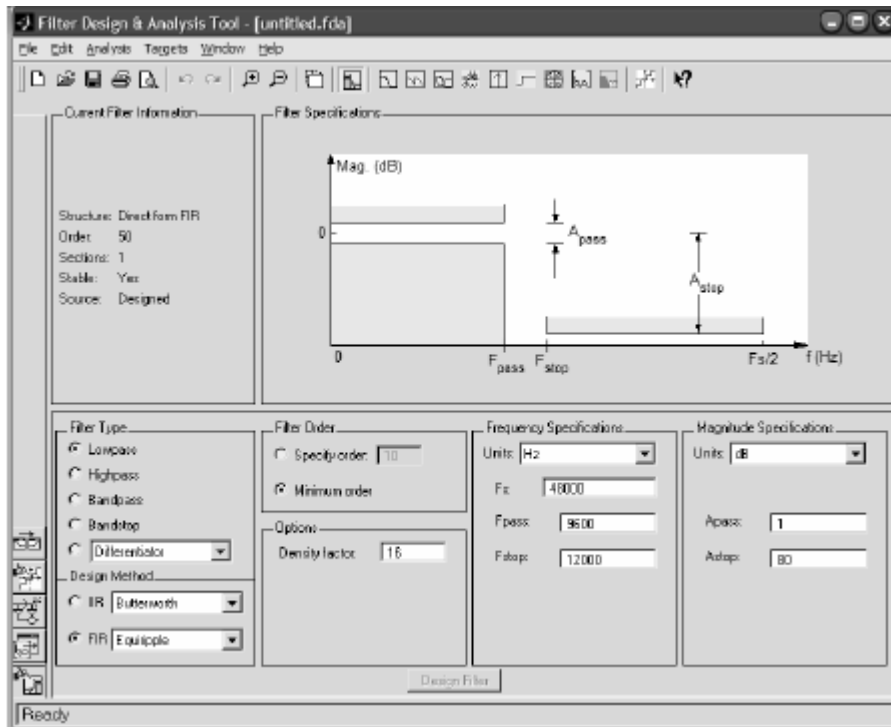 Filter Design & Analysis Tool - [untitled.fda]
File Edit Analysis Targets Window Help
Current Filter Information
Structure: Direct form FIR
Order: 50
Sections: 1
Stable: Yes
Source: Designed
Filter Specifications
Mag. (dB)
0
A pass
A stop
0
F pass
F stop
Fs/2
f (Hz)
Filter Type
Lowpass
Highpass
Bandpass
Bandstop
Differentiator
Design Method
IIR Butterworth
FIR Equiripple
Filter Order
Specify order: 10
Minimum order
Options
Density factor: 16
Frequency Specifications
Units: Hz
Fs: 48000
Fpass: 9600
Fstop: 12000
Magnitude Specifications
Units: dB
Apass: 1
Astop: 80
Design Filter
Ready